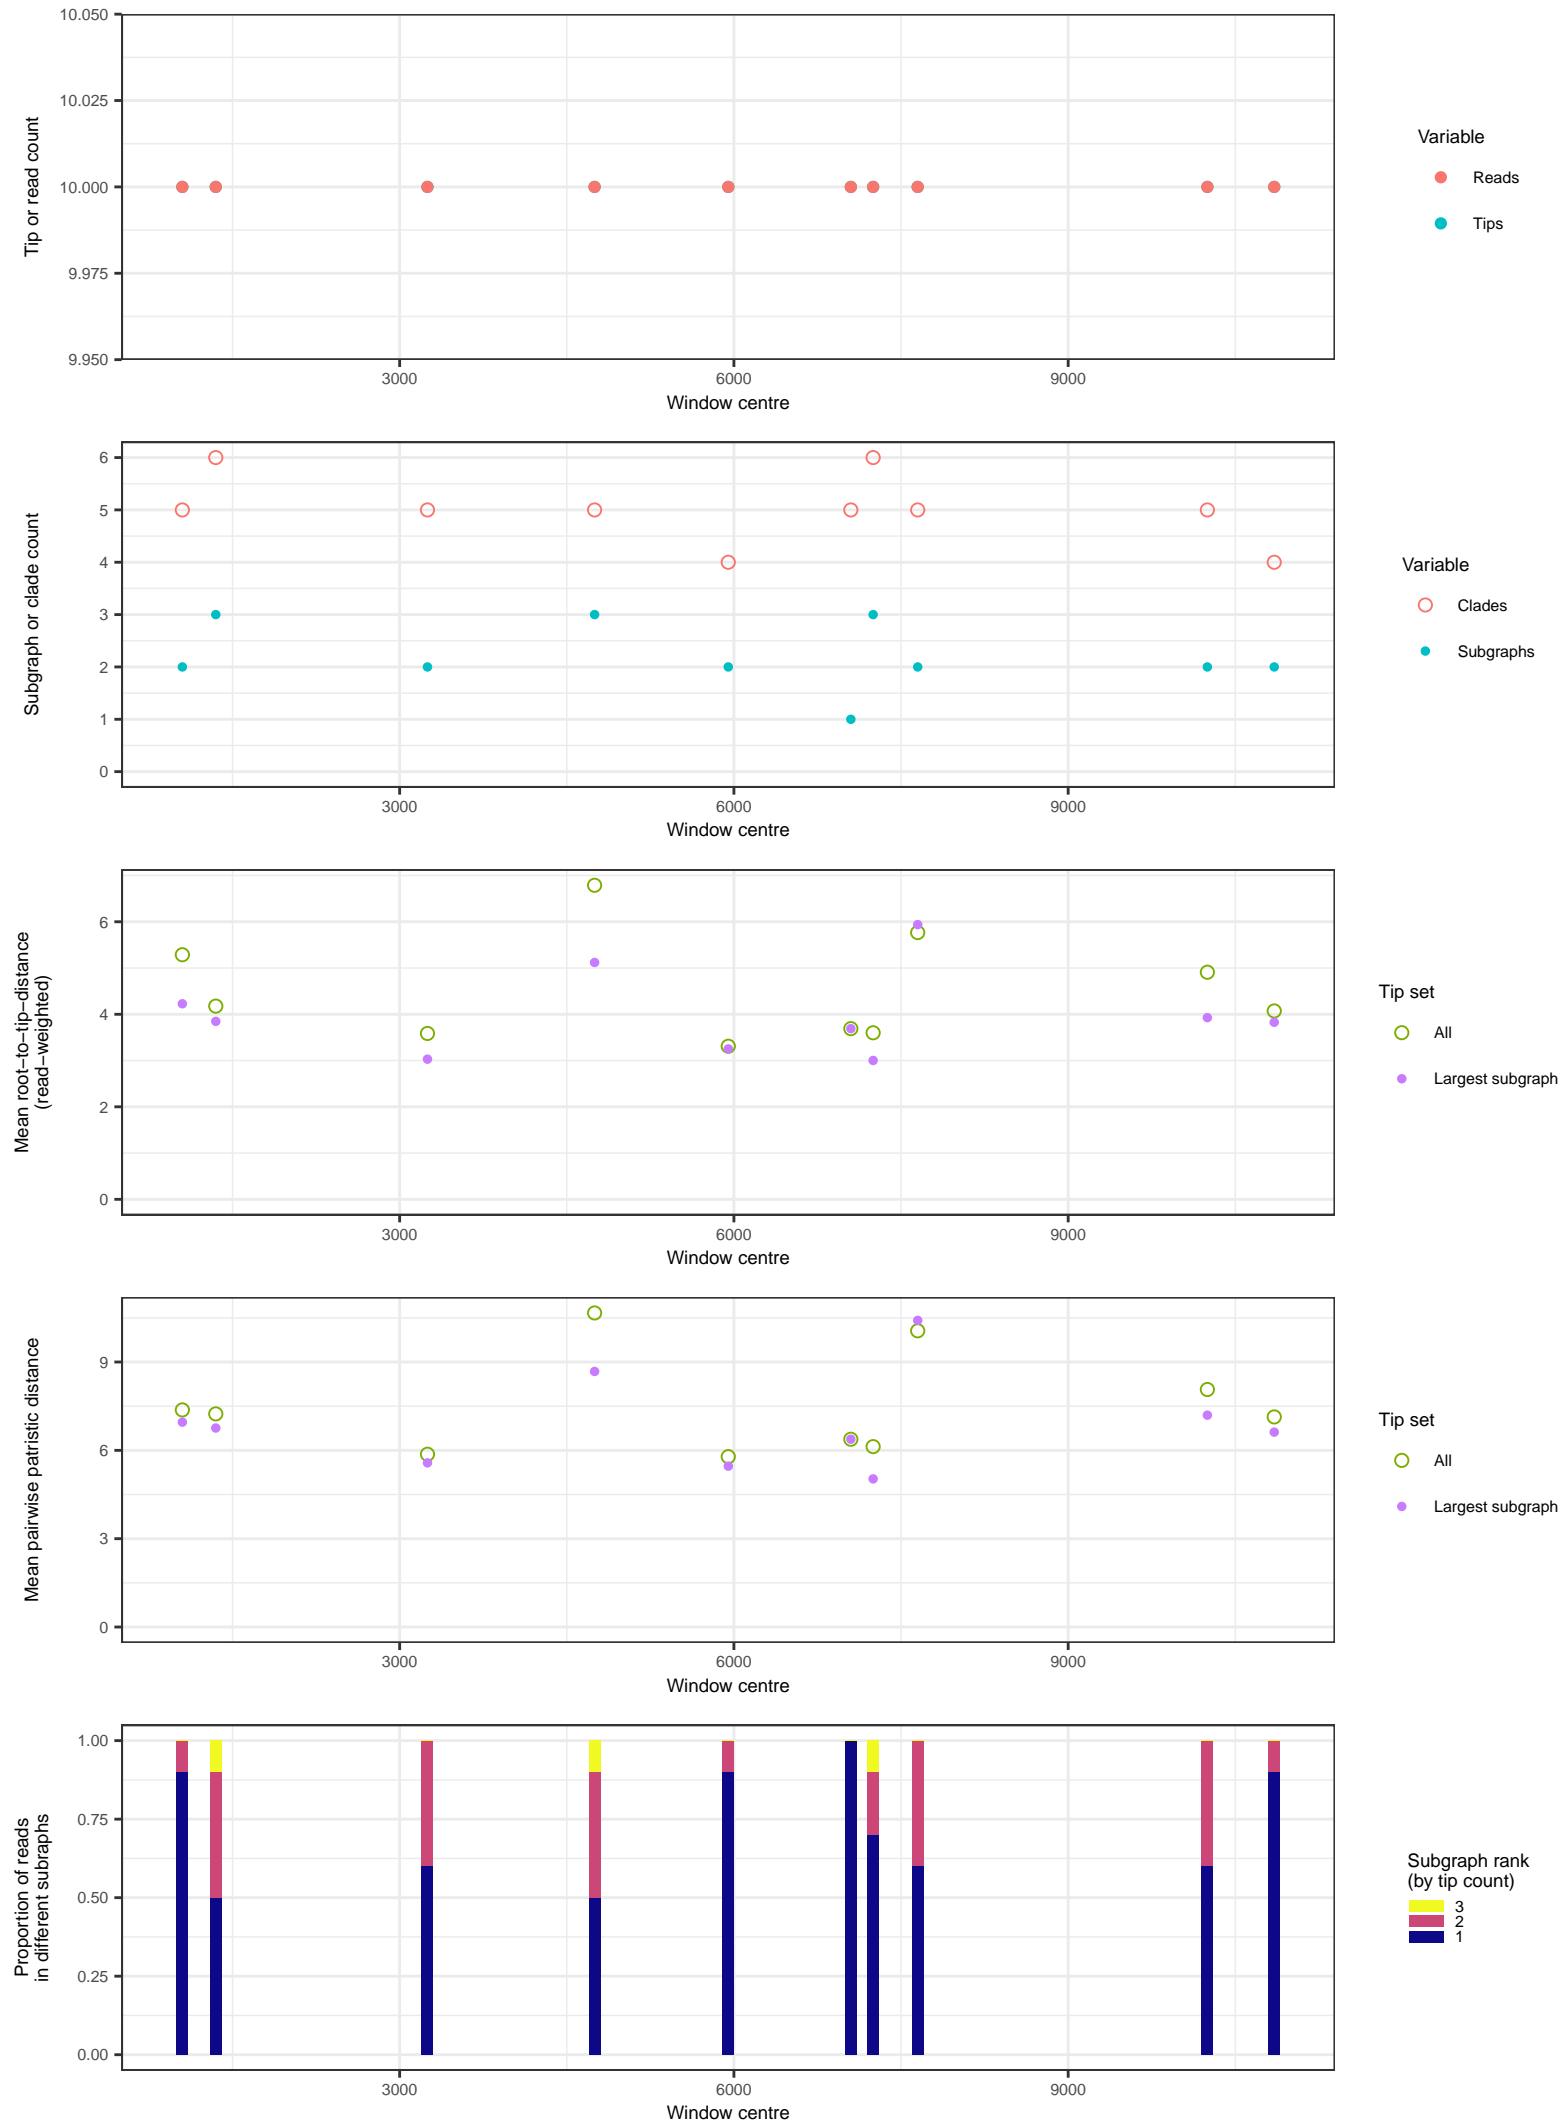 10.050
10.025
10.000
9.975
9.950
Tip or read count
3000
6000
9000
Window centre
Variable
Reads
Tips
6
5
4
3
2
1
0
Subgraph or clade count
3000
6000
9000
Window centre
Variable
Clades
Subgraphs
6
4
2
0
Mean root−to−tip−distance
(read−weighted)
3000
6000
9000
Window centre
Tip set
All
Largest subgraph
9
6
3
0
Mean pairwise patristic distance
3000
6000
9000
Window centre
Tip set
All
Largest subgraph
1.00
0.75
0.50
0.25
0.00
Proportion of reads
in different subraphs
3000
6000
9000
Window centre
Subgraph rank
(by tip count)
3
2
1